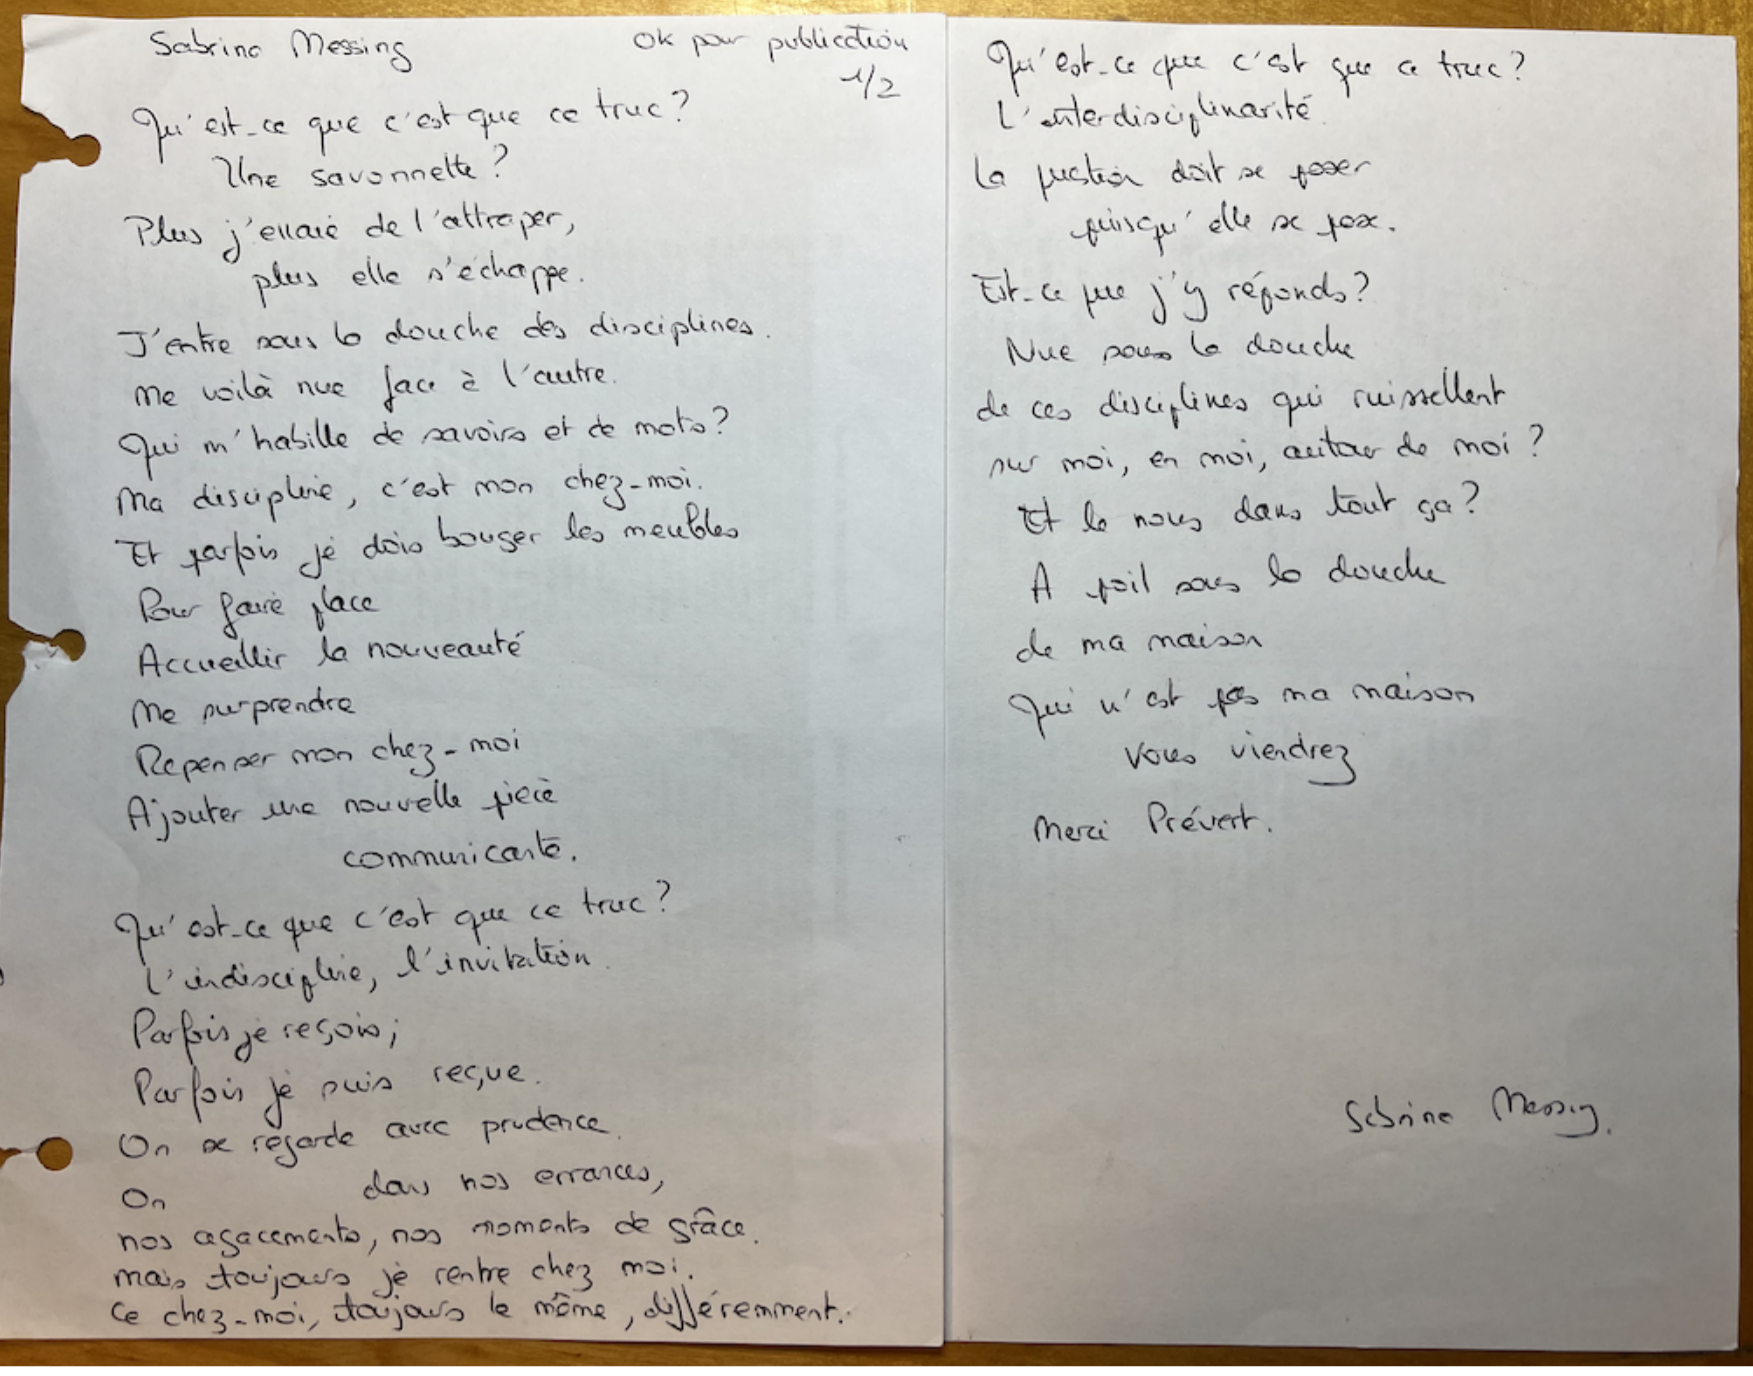 Sabrina Messing
OK pour publication
1/2
Qu'est-ce que c'est que ce truc?
Une savonnette?
Plus j'essaie de l'attraper,
plus elle s'échappe.
J'entre sous la douche des disciplines.
Me voilà nue face à l'autre.
Qui m'habille de savoirs et de mots?
Ma discipline, c'est mon chez-moi.
Et parfois je dois bouger les meubles
Pour faire place
Accueillir la nouveauté
Me surprendre
Repenser mon chez-moi
Ajouter une nouvelle pièce
communicante.
Qu'est-ce que c'est que ce truc?
L'indiscipline, l'invitation.
Parfois je reçois;
Parfois je suis reçue.
On se regarde avec prudence.
On dans nos errances,
nos agacements, nos moments de grâce.
mais toujours je rentre chez moi.
Ce chez-moi, toujours le même, différemment.
Qu'est-ce que c'est que ce truc?
L'interdisciplinarité.
La question doit se poser
puisqu'elle se pose.
Est-ce que j'y réponds?
Nue sous la douche
de ces disciplines qui ruissellent
sur moi, en moi, autour de moi?
Et le nous dans tout ça?
A poil sous la douche
de ma maison
Qui n'est pas ma maison
Vous viendrez
Merci Prévert.
Sabrina Messing.